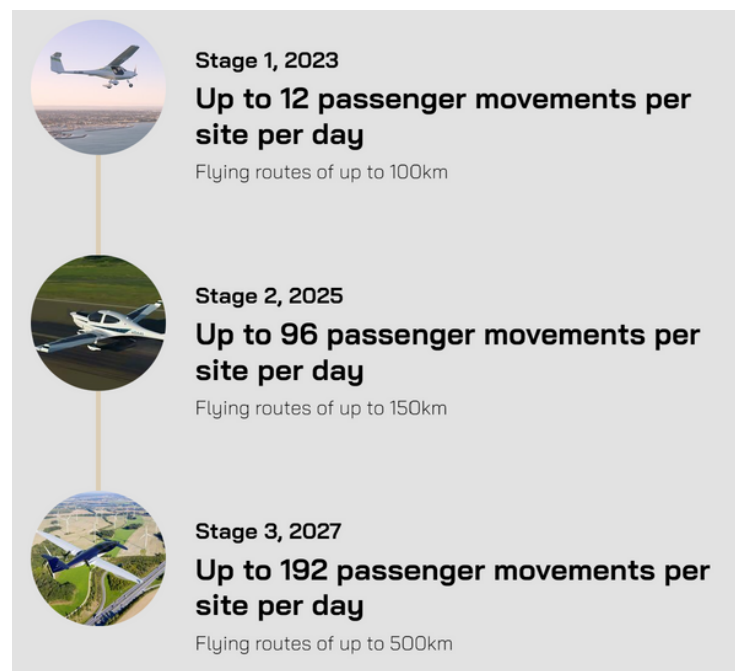 Stage 1, 2023
Up to 12 passenger movements per
site per day
Flying routes of up to 100km
Stage 2, 2025
Up to 96 passenger movements per
site per day
Flying routes of up to 150km
Stage 3, 2027
Up to 192 passenger movements per
site per day
Flying routes of up to 500km